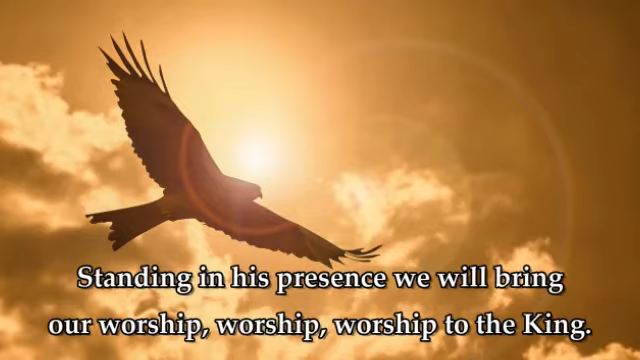 Standing in his presence we will bring
our worship, worship, worship to the King.